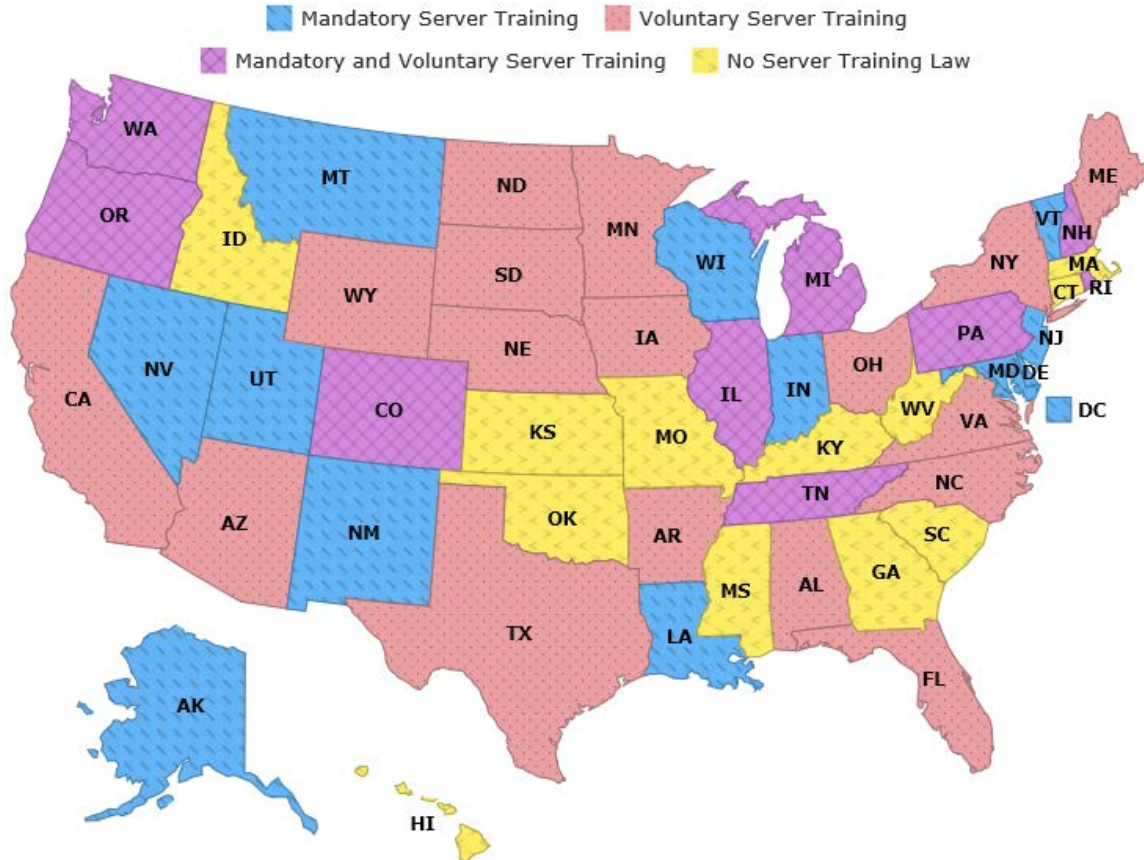 Mandatory Server Training
Voluntary Server Training
Mandatory and Voluntary Server Training
No Server Training Law
WA
MT
ND
MN
ME
VT
NH
OR
ID
SD
WI
NY
MA
CT
RI
WY
MI
IA
NE
PA
NJ
OH
MD
DE
NV
UT
CO
IL
IN
WV
DC
CA
KS
MO
KY
VA
NC
TN
AZ
NM
OK
AR
SC
GA
MS
AL
TX
LA
FL
AK
HI